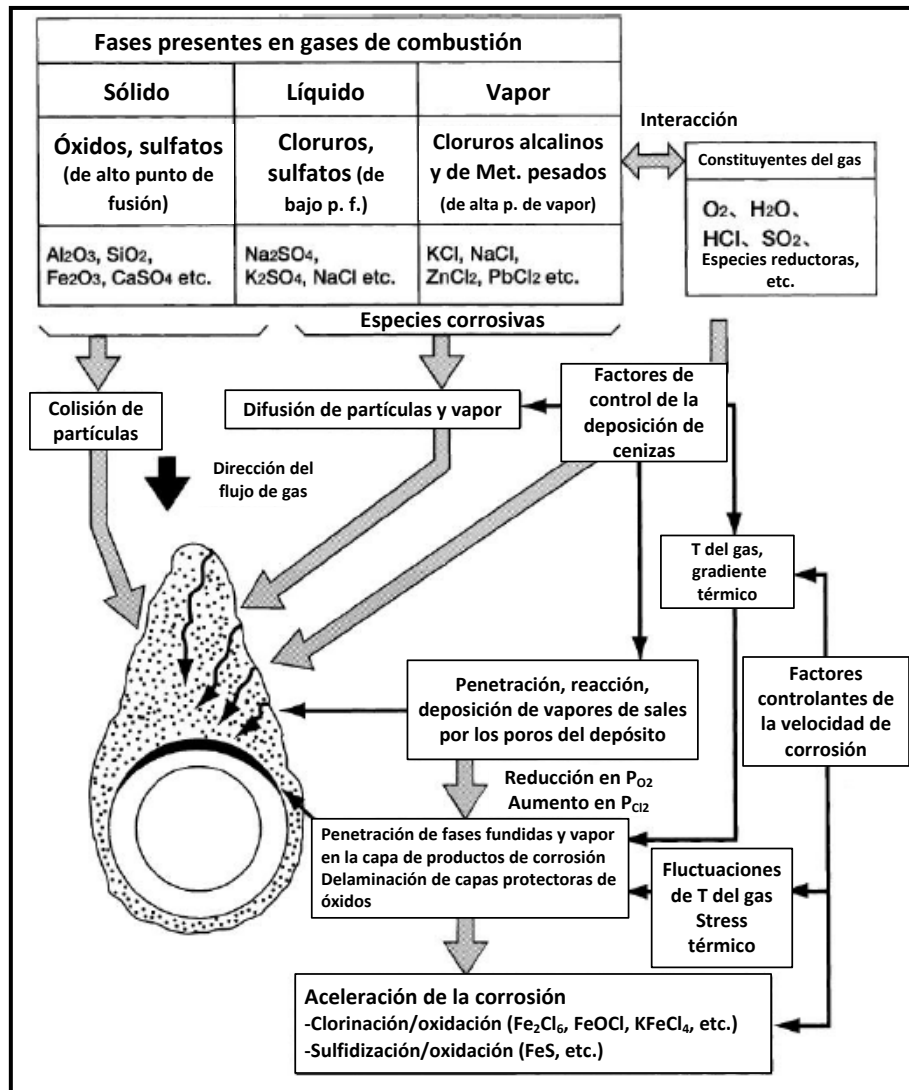 Fases presentes en gases de combustión
Sólido
Líquido
Vapor
Óxidos, sulfatos
(de alto punto de
fusión)
Cloruros,
sulfatos (de
bajo p. f.)
Cloruros alcalinos
y de Met. pesados
(de alta p. de vapor)
Al2O3, SiO2,
Fe2O3, CaSO4 etc.
Na2SO4,
K2SO4, NaCl etc.
KCl, NaCl,
ZnCl2, PbCl2 etc.
Interacción
Constituyentes del gas
O2、H2O、
HCl、SO2、
Especies reductoras,
etc.
Especies corrosivas
Colisión de
partículas
Difusión de partículas y vapor
Factores de
control de la
deposición de
cenizas
Dirección del
flujo de gas
T del gas,
gradiente
térmico
Penetración, reacción,
deposición de vapores de sales
por los poros del depósito
Factores
controlantes de
la velocidad de
corrosión
Reducción en PO2
Aumento en PCl2
Penetración de fases fundidas y vapor
en la capa de productos de corrosión
Delaminación de capas protectoras de
óxidos
Fluctuaciones
de T del gas
Stress
térmico
Aceleración de la corrosión
-Clorinación/oxidación (Fe2Cl6, FeOCl, KFeCl4, etc.)
-Sulfidización/oxidación (FeS, etc.)